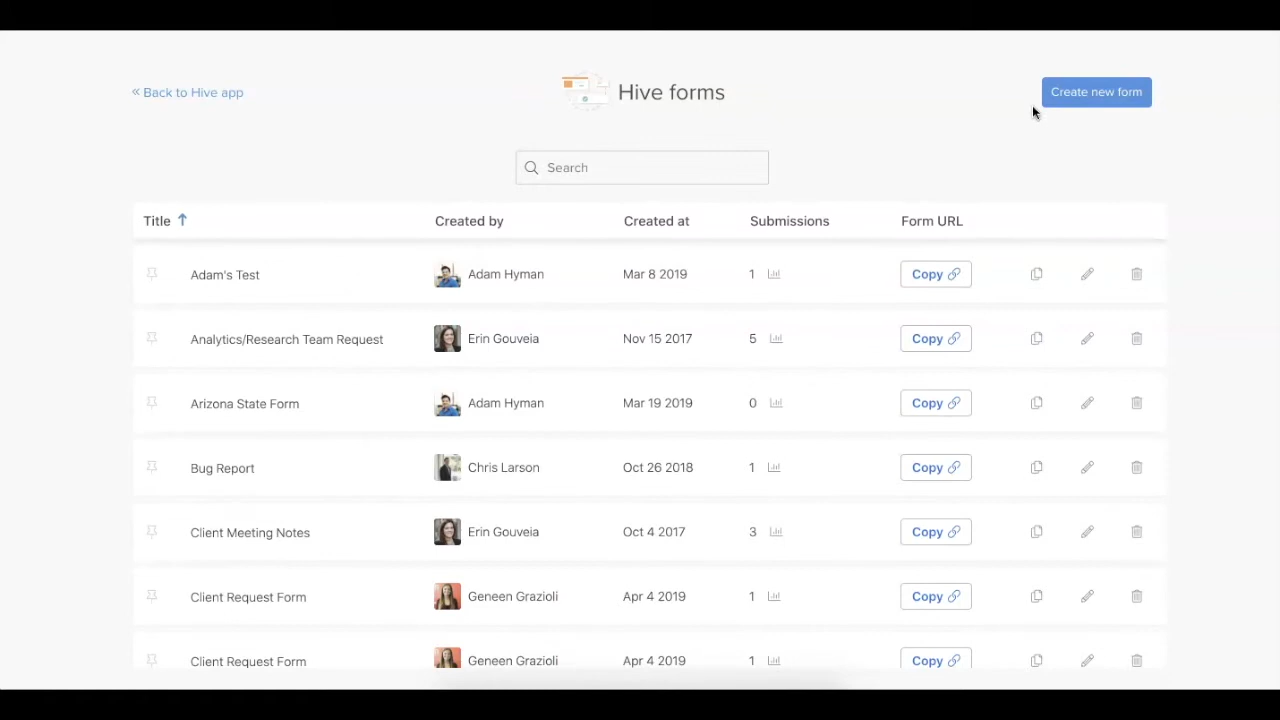 « Back to Hive app
Hive forms
Create new form
Search
Title Created by Created at Submissions Form URL
Adam's Test Adam Hyman Mar 8 2019 1 Copy
Analytics/Research Team Request Erin Gouveia Nov 15 2017 5 Copy
Arizona State Form Adam Hyman Mar 19 2019 0 Copy
Bug Report Chris Larson Oct 26 2018 1 Copy
Client Meeting Notes Erin Gouveia Oct 4 2017 3 Copy
Client Request Form Geneen Grazioli Apr 4 2019 1 Copy
Client Request Form Geneen Grazioli Apr 4 2019 1 Copy